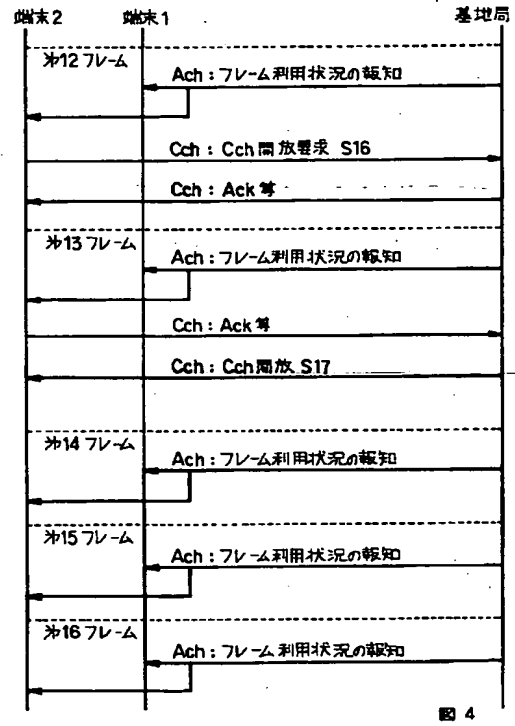 端末2 端末1 基地局
第12フレーム
Ach:フレーム利用状況の報知
Cch:Cch開放要求 S16
Cch:Ack等
第13フレーム
Ach:フレーム利用状況の報知
Cch:Ack等
Cch:Cch開放 S17
第14フレーム
Ach:フレーム利用状況の報知
第15フレーム
Ach:フレーム利用状況の報知
第16フレーム
Ach:フレーム利用状況の報知
図 4